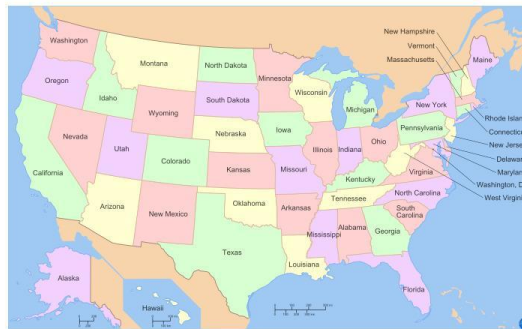 New Hampshire
Vermont
Massachusetts
Washington
Maine
Montana
North Dakota
Minnesota
Oregon
Idaho
Wisconsin
South Dakota
New York
Michigan
Wyoming
Rhode Islan
Connectic
Pennsylvania
Iowa
Nebraska
New Jerse
Nevada
Ohio
Illinois
Indiana
Utah
Delawar
Colorado
Marylan
Virginia
California
Kansas
Missouri
Kentucky
Washington, D
West Virgini
North Carolina
Tennessee
Arizona
Oklahoma
New Mexico
Arkansas
South
Carolina
Mississippi
Alabama
Georgia
Texas
Louisiana
Alaska
Florida
Hawaii